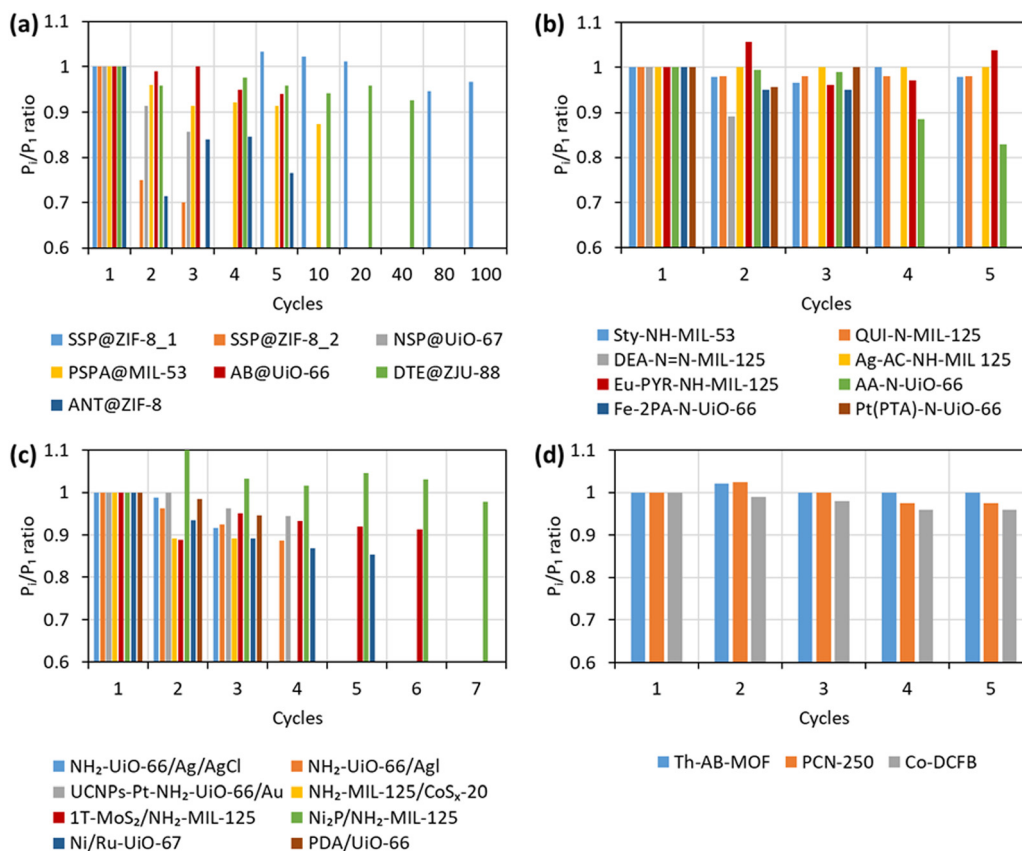 (a)
Pi/P1 ratio
1.1
1
0.9
0.8
0.7
0.6
1 2 3 4 5 10 20 40 80 100
Cycles
SSP@ZIF-8_1 SSP@ZIF-8_2 NSP@UiO-67
PSPA@MIL-53 AB@UiO-66 DTE@ZJU-88
ANT@ZIF-8
(b)
Pi/P1 ratio
1.1
1
0.9
0.8
0.7
0.6
1 2 3 4 5
Cycles
Sty-NH-MIL-53 QUI-N-MIL-125
DEA-N=N-MIL-125 Ag-AC-NH-MIL 125
Eu-PYR-NH-MIL-125 AA-N-UiO-66
Fe-2PA-N-UiO-66 Pt(PTA)-N-UiO-66
(c)
Pi/P1 ratio
1.1
1
0.9
0.8
0.7
0.6
1 2 3 4 5 6 7
Cycles
NH₂-UiO-66/Ag/AgCl NH₂-UiO-66/AgI
UCNPs-Pt-NH₂-UiO-66/Au NH₂-MIL-125/CoSₓ-20
1T-MoS₂/NH₂-MIL-125 Ni₂P/NH₂-MIL-125
Ni/Ru-UiO-67 PDA/UiO-66
(d)
Pi/P1 ratio
1.1
1
0.9
0.8
0.7
0.6
1 2 3 4 5
Cycles
Th-AB-MOF PCN-250 Co-DCFB